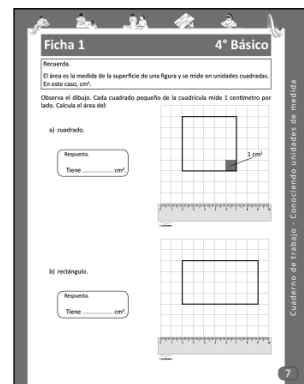 Ficha 1
4° Básico
Recuerda.
El área es la medida de la superficie de una figura y se mide en unidades cuadradas.
En este caso, cm².
Observa el dibujo. Cada cuadrado pequeño de la cuadrícula mide 1 centímetro por
lado. Calcula el área del:
a) cuadrado.
Respuesta.
Tiene ________ cm².
1 cm²
b) rectángulo.
Respuesta.
Tiene ________ cm².
Cuaderno de trabajo - Conociendo unidades de medida
7